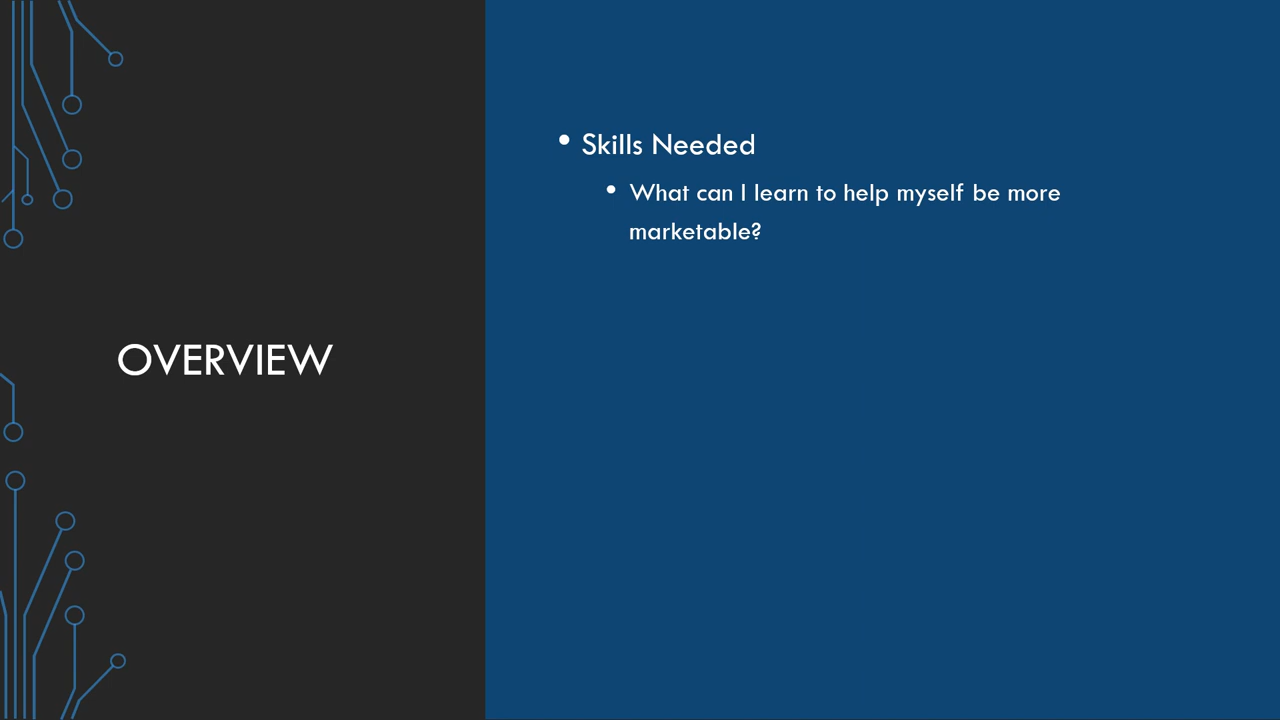 OVERVIEW
• Skills Needed
• What can I learn to help myself be more
marketable?